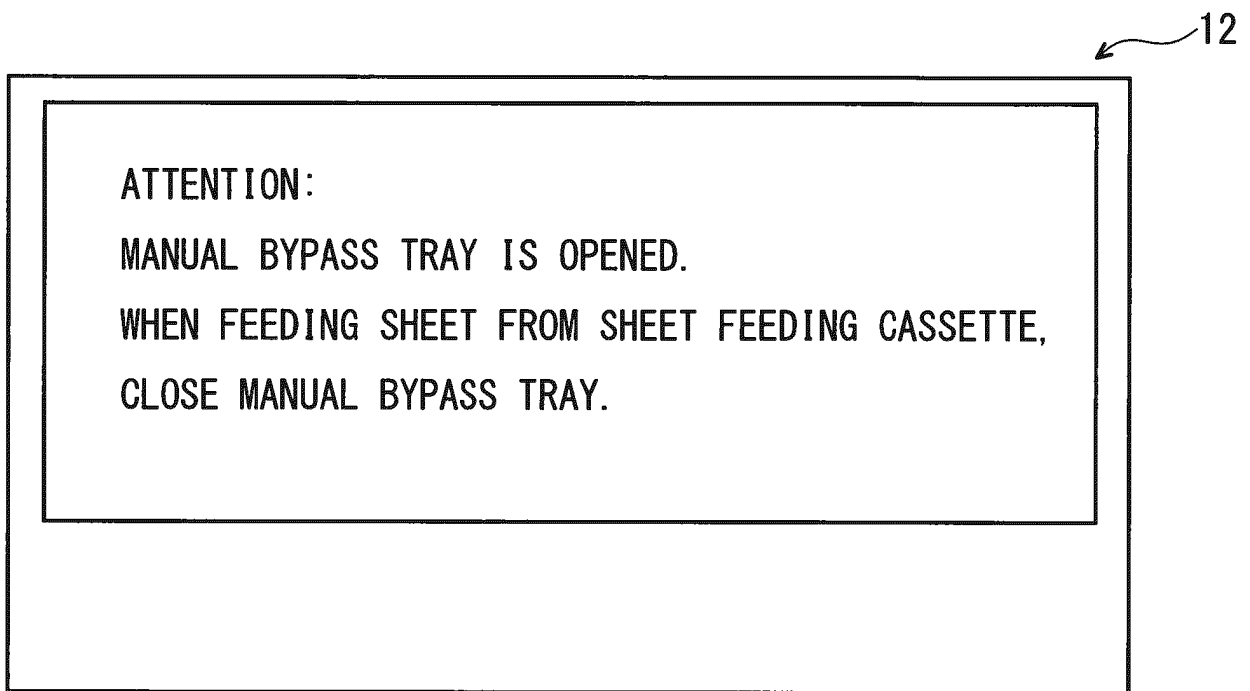 12
ATTENTION:
MANUAL BYPASS TRAY IS OPENED.
WHEN FEEDING SHEET FROM SHEET FEEDING CASSETTE,
CLOSE MANUAL BYPASS TRAY.